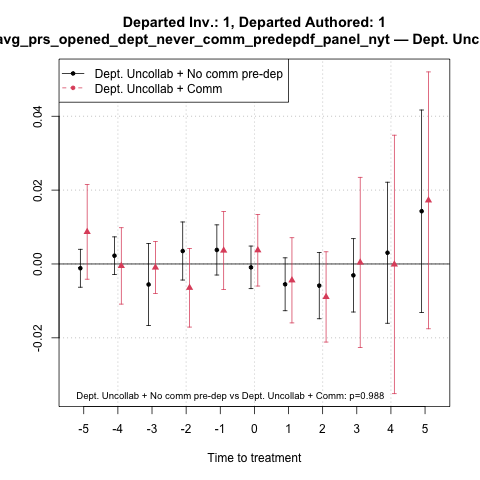 Departed Inv.: 1, Departed Authored: 1
avg_prs_opened_dept_never_comm_predepdf_panel_nyt — Dept. Unc
Dept. Uncollab + No comm pre-dep
Dept. Uncollab + Comm
0.04
0.02
0.00
-0.02
Dept. Uncollab + No comm pre-dep vs Dept. Uncollab + Comm: p=0.988
-5 -4 -3 -2 -1 0 1 2 3 4 5
Time to treatment